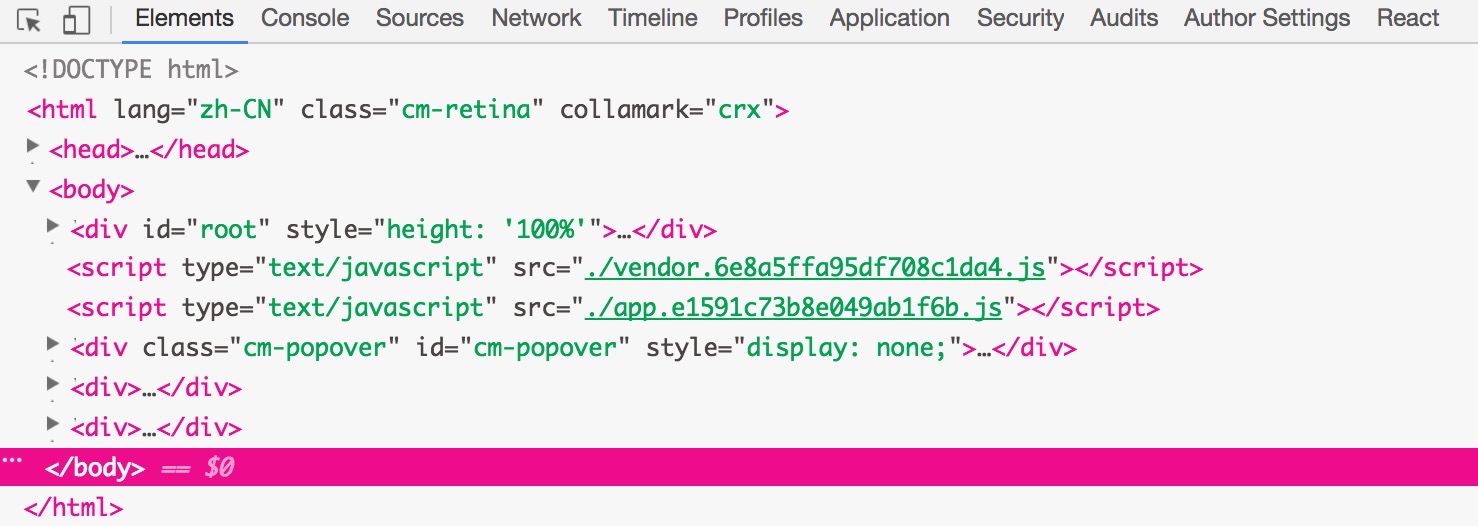 Elements Console Sources Network Timeline Profiles Application Security Audits Author Settings React
<!DOCTYPE html>
<html lang="zh-CN" class="cm-retina" collamark="crx">
<head>…</head>
<body>
<div id="root" style="height: '100%'">…</div>
<script type="text/javascript" src="./vendor.6e8a5ffa95df708c1da4.js"></script>
<script type="text/javascript" src="./app.e1591c73b8e049ab1f6b.js"></script>
<div class="cm-popover" id="cm-popover" style="display: none;">…</div>
<div>…</div>
<div>…</div>
… </body> == $0
</html>